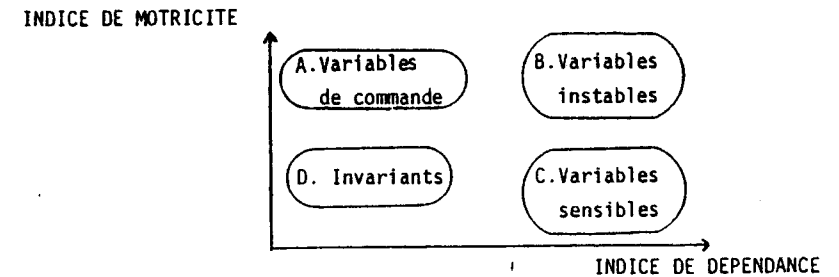 INDICE DE MOTRICITE
A.Variables
de commande
B.Variables
instables
D. Invariants
C.Variables
sensibles
INDICE DE DEPENDANCE